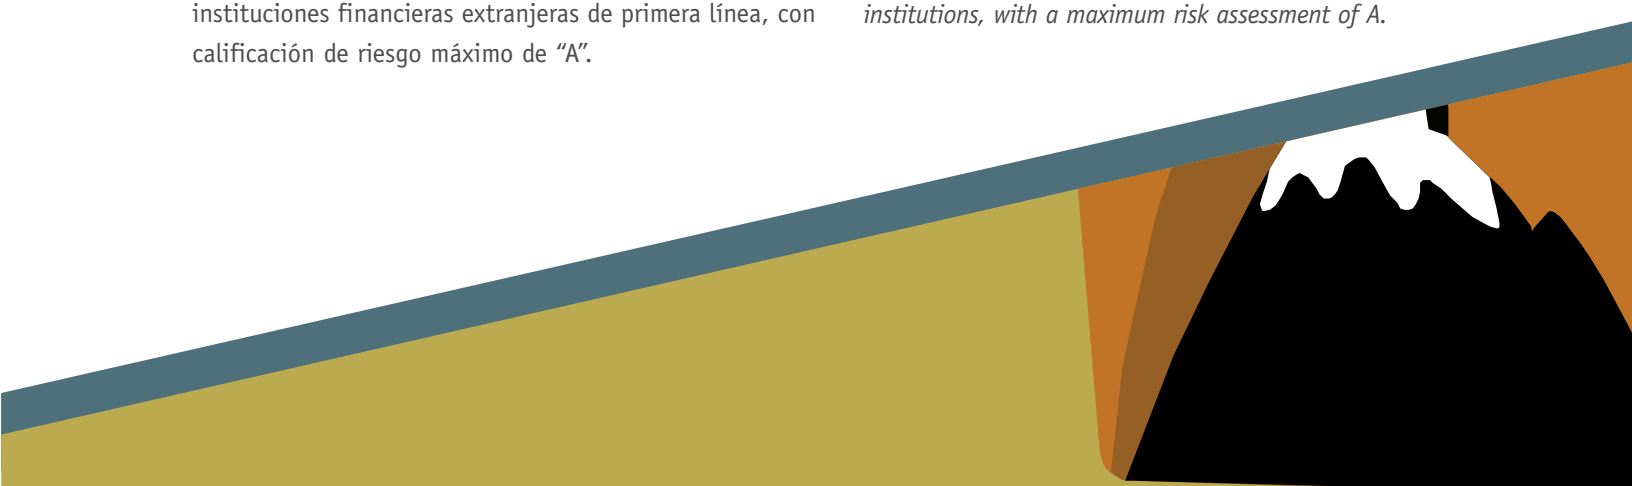 instituciones financieras extranjeras de primera línea, con
calificación de riesgo máximo de “A”.
institutions, with a maximum risk assessment of A.